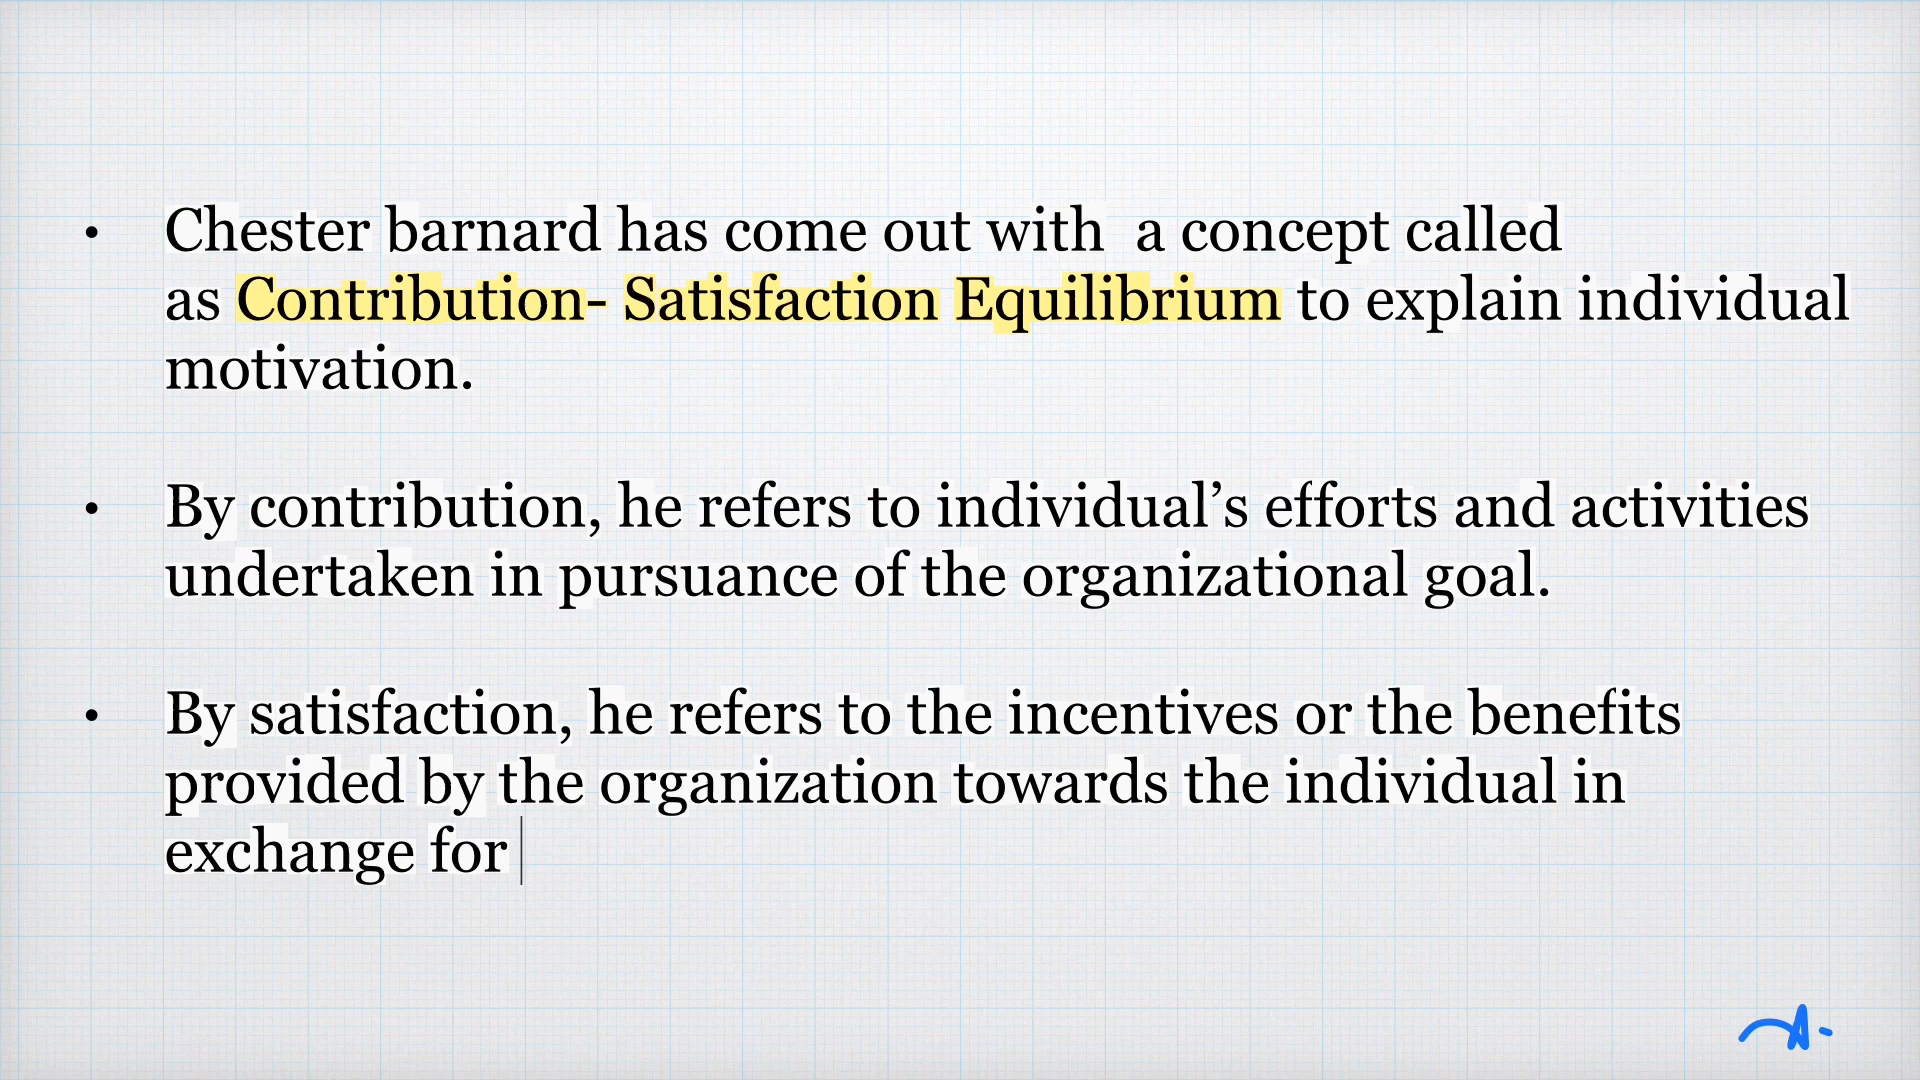 • Chester barnard has come out with  a concept called
as Contribution- Satisfaction Equilibrium to explain individual
motivation.
• By contribution, he refers to individual’s efforts and activities
undertaken in pursuance of the organizational goal.
• By satisfaction, he refers to the incentives or the benefits
provided by the organization towards the individual in
exchange for